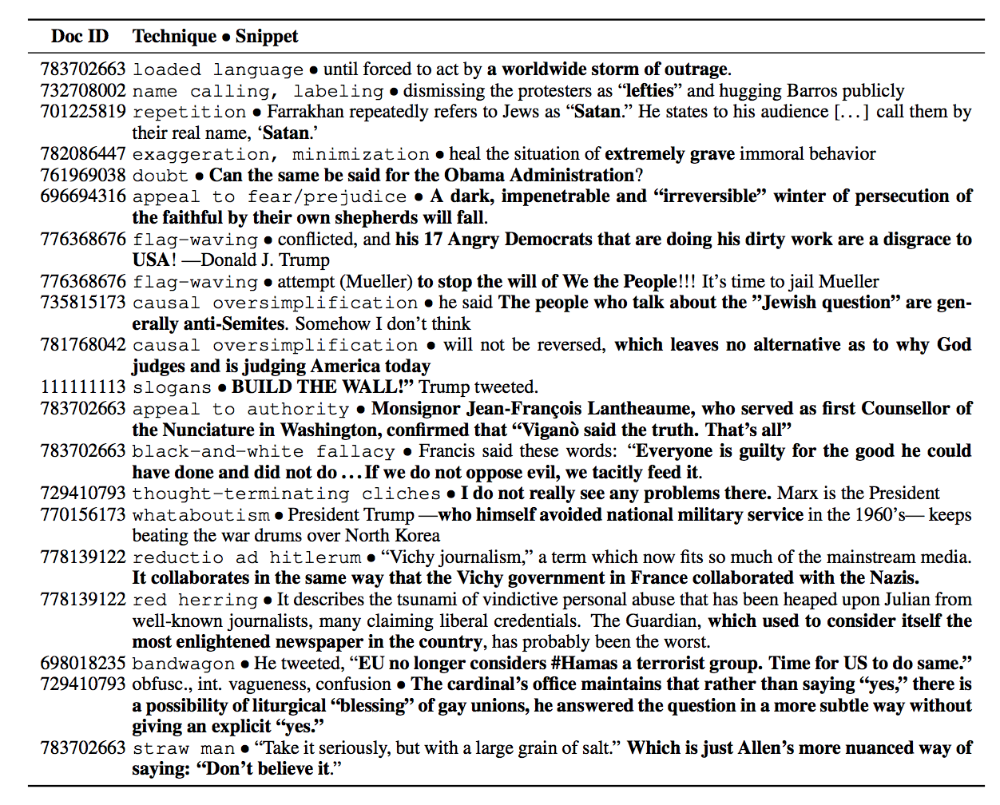 Doc ID Technique • Snippet
783702663 loaded language • until forced to act by a worldwide storm of outrage.
732708002 name calling, labeling • dismissing the protesters as “lefties” and hugging Barros publicly
701225819 repetition • Farrakhan repeatedly refers to Jews as “Satan.” He states to his audience [...] call them by
their real name, ‘Satan.’
782086447 exaggeration, minimization • heal the situation of extremely grave immoral behavior
761969038 doubt • Can the same be said for the Obama Administration?
696694316 appeal to fear/prejudice • A dark, impenetrable and “irreversible” winter of persecution of
the faithful by their own shepherds will fall.
776368676 flag-waving • conflicted, and his 17 Angry Democrats that are doing his dirty work are a disgrace to
USA! —Donald J. Trump
776368676 flag-waving • attempt (Mueller) to stop the will of We the People!!! It’s time to jail Mueller
735815173 causal oversimplification • he said The people who talk about the ”Jewish question” are gen-
erally anti-Semites. Somehow I don’t think
781768042 causal oversimplification • will not be reversed, which leaves no alternative as to why God
judges and is judging America today
111111113 slogans • BUILD THE WALL!” Trump tweeted.
783702663 appeal to authority • Monsignor Jean-François Lantheaume, who served as first Counsellor of
the Nunciature in Washington, confirmed that “Viganò said the truth. That’s all”
783702663 black-and-white fallacy • Francis said these words: “Everyone is guilty for the good he could
have done and did not do ... If we do not oppose evil, we tacitly feed it.
729410793 thought-terminating cliches • I do not really see any problems there. Marx is the President
770156173 whataboutism • President Trump —who himself avoided national military service in the 1960’s— keeps
beating the war drums over North Korea
778139122 reductio ad hitlerum • “Vichy journalism,” a term which now fits so much of the mainstream media.
It collaborates in the same way that the Vichy government in France collaborated with the Nazis.
778139122 red herring • It describes the tsunami of vindictive personal abuse that has been heaped upon Julian from
well-known journalists, many claiming liberal credentials. The Guardian, which used to consider itself the
most enlightened newspaper in the country, has probably been the worst.
698018235 bandwagon • He tweeted, “EU no longer considers #Hamas a terrorist group. Time for US to do same.”
729410793 obfusc., int. vagueness, confusion • The cardinal’s office maintains that rather than saying “yes,” there is
a possibility of liturgical “blessing” of gay unions, he answered the question in a more subtle way without
giving an explicit “yes.”
783702663 straw man • “Take it seriously, but with a large grain of salt.” Which is just Allen’s more nuanced way of
saying: “Don’t believe it.”